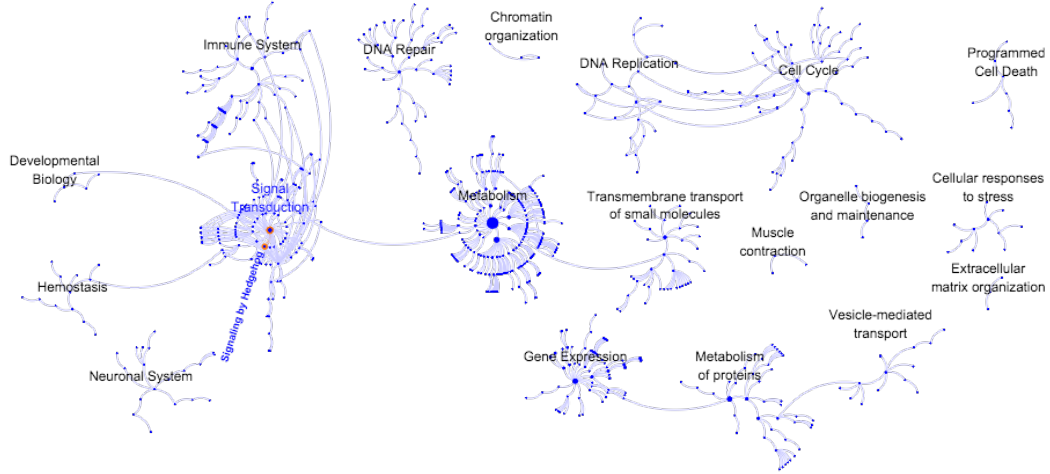 Immune System
DNA Repair
Chromatin
organization
DNA Replication
Cell Cycle
Programmed
Cell Death
Developmental
Biology
Signal
Transduction
Metabolism
Transmembrane transport
of small molecules
Organelle biogenesis
and maintenance
Cellular responses
to stress
Muscle
contraction
Hemostasis
Signaling by Hedgehog
Extracellular
matrix organization
Vesicle-mediated
transport
Neuronal System
Gene Expression
Metabolism
of proteins